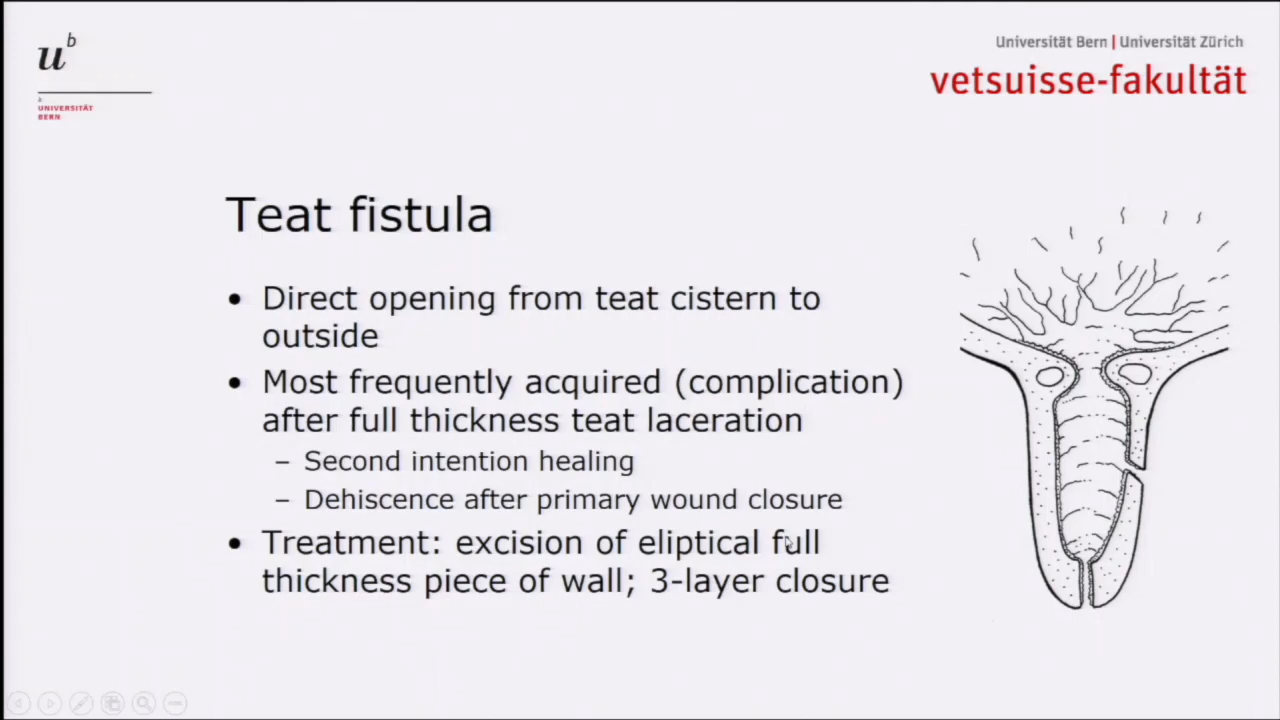 u^b
b
UNIVERSITÄT
BERN
Universität Bern | Universität Zürich
vetsuisse-fakultät
Teat fistula
• Direct opening from teat cistern to
outside
• Most frequently acquired (complication)
after full thickness teat laceration
– Second intention healing
– Dehiscence after primary wound closure
• Treatment: excision of eliptical full
thickness piece of wall; 3-layer closure